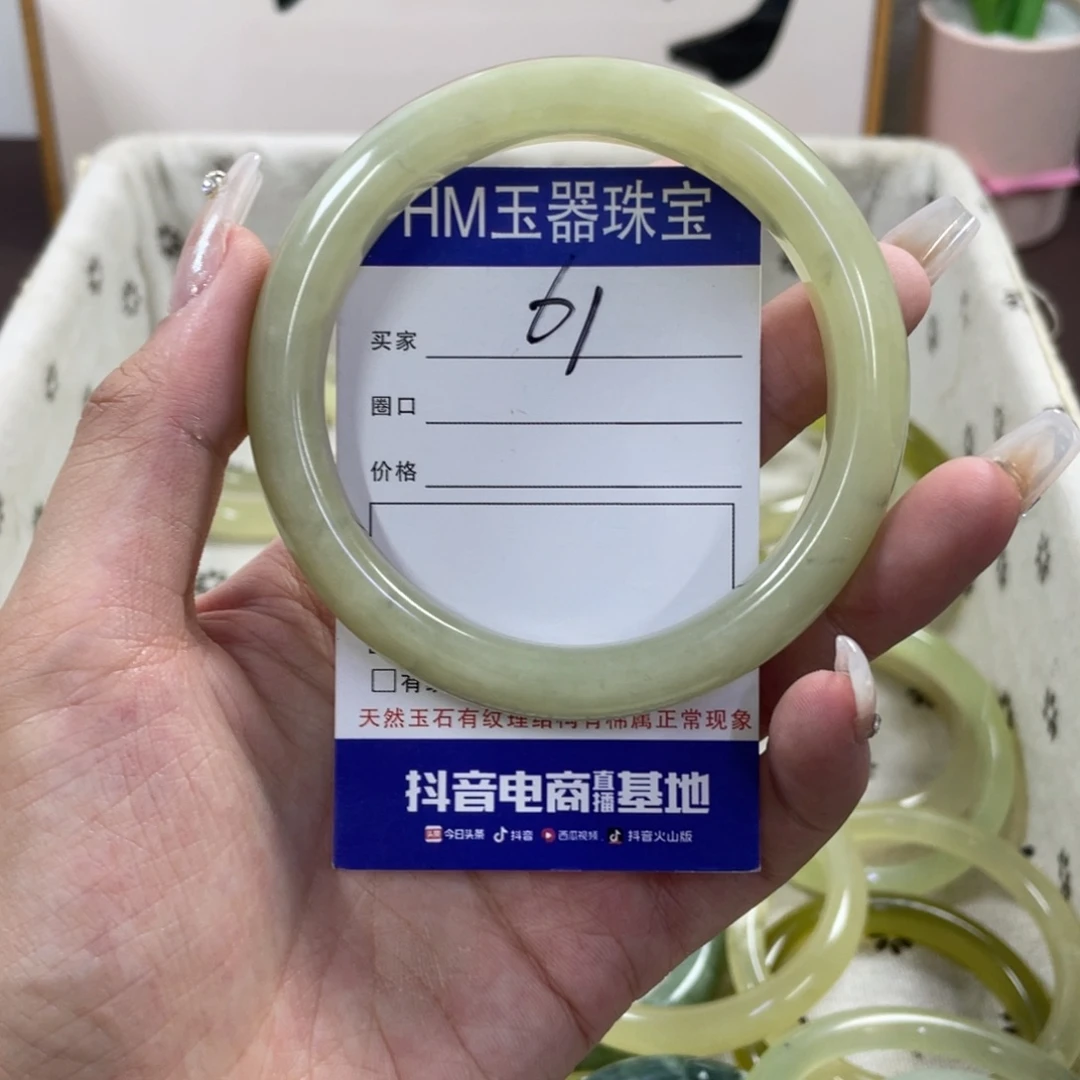 HM玉器珠宝
61
买家
圈口
价格
□有
天然玉石有纹理结构有棉属正常现象
抖音电商直播基地
头条 今日头条 抖音 西瓜视频 抖音火山版